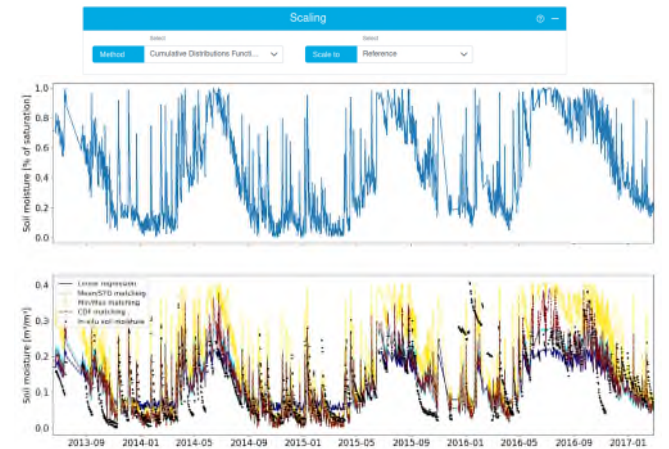 Scaling
Select
Select
Method
Cumulative Distributions Functi...
Scale to
Reference
Soil moisture [% of saturation]
1.0
0.8
0.6
0.4
0.2
0.0
Soil moisture [m³/m³]
0.4
0.3
0.2
0.1
0.0
Linear regression
Mean/STD matching
Min/Max matching
CDF matching
In-situ soil moisture
2013-09 2014-01 2014-05 2014-09 2015-01 2015-05 2015-09 2016-01 2016-05 2016-09 2017-01